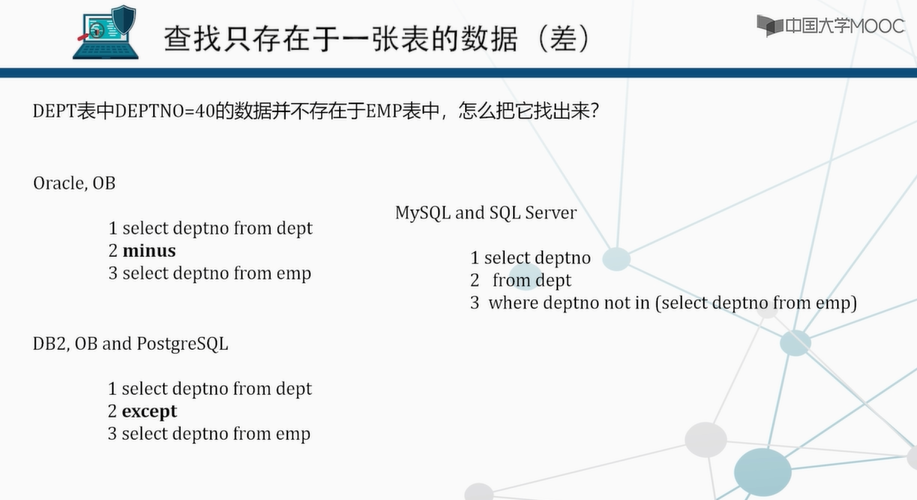 查找只存在于一张表的数据（差）
中国大学MOOC
DEPT表中DEPTNO=40的数据并不存在于EMP表中，怎么把它找出来？
Oracle, OB
1 select deptno from dept
2 minus
3 select deptno from emp
DB2, OB and PostgreSQL
1 select deptno from dept
2 except
3 select deptno from emp
MySQL and SQL Server
1 select deptno
2 from dept
3 where deptno not in (select deptno from emp)